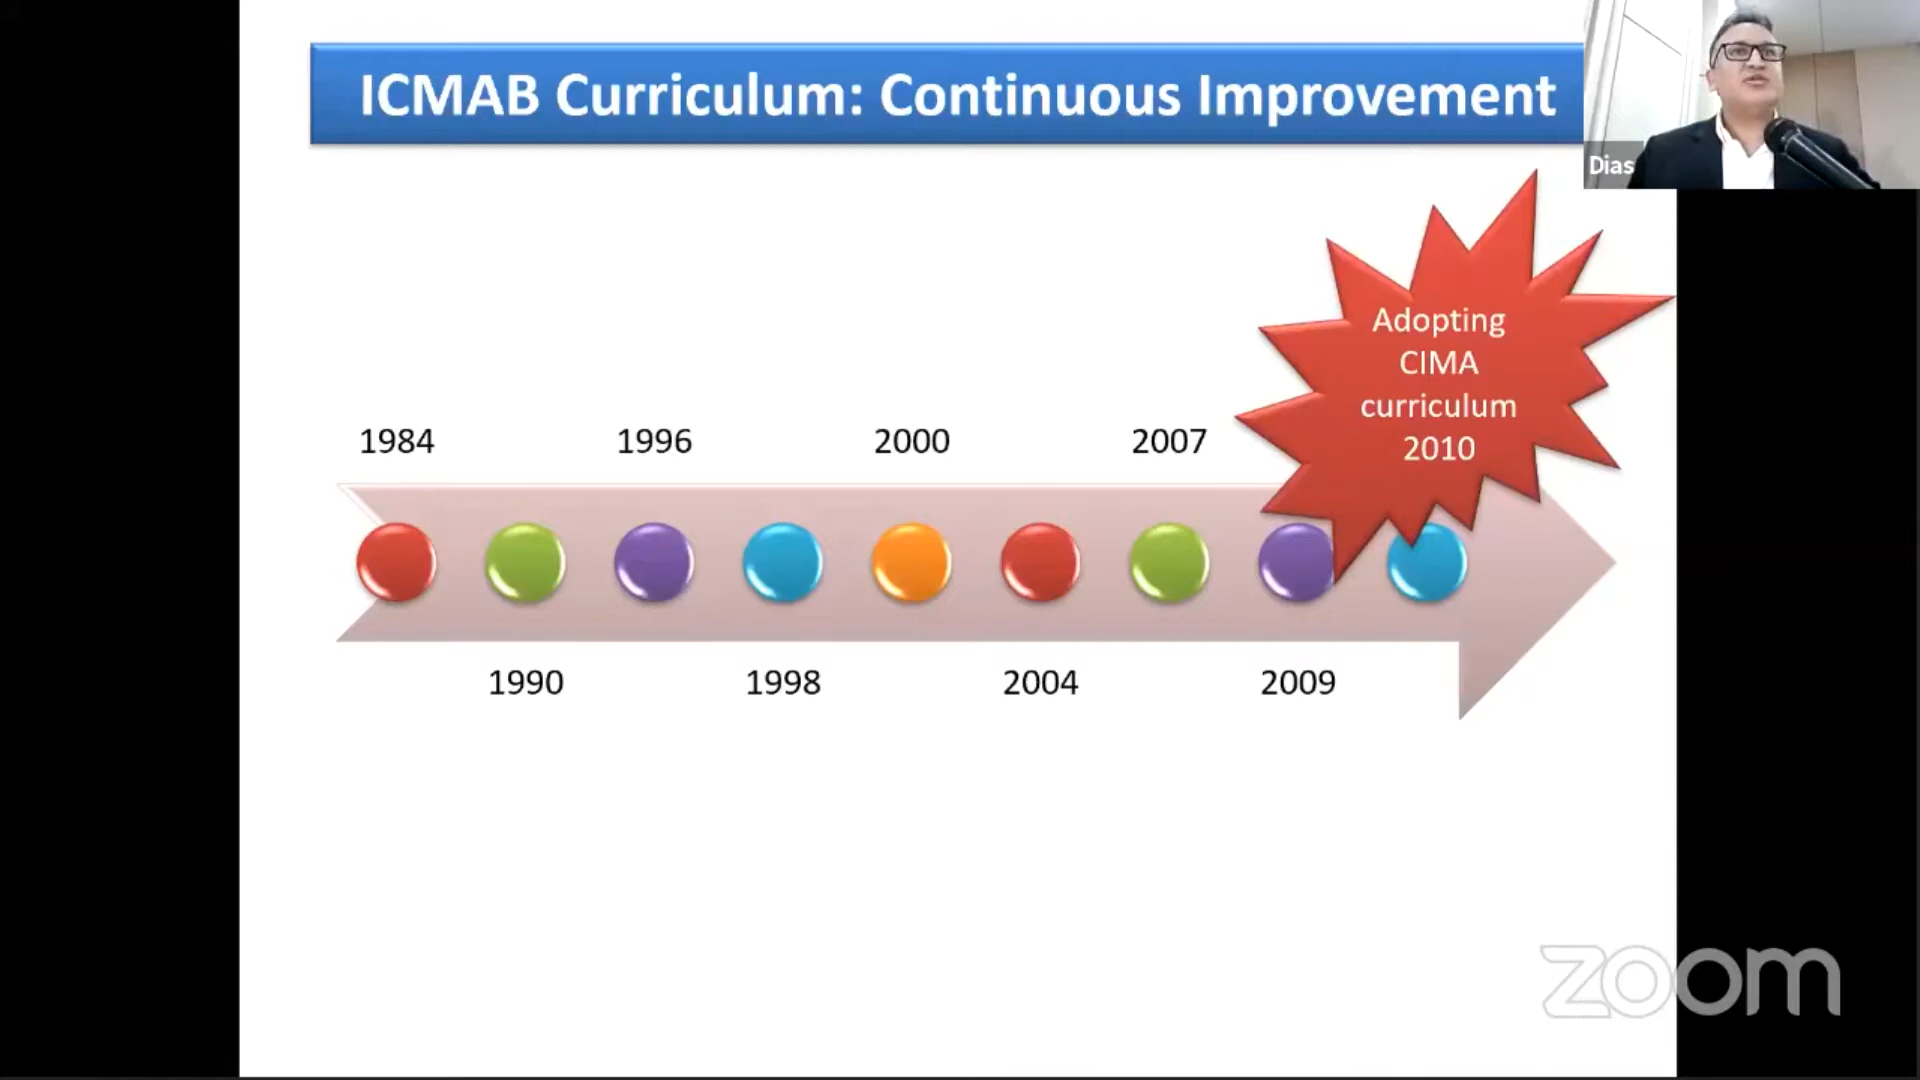 ICMAB Curriculum: Continuous Improvement
Dias
Adopting
CIMA
curriculum
2010
1984
1996
2000
2007
1990
1998
2004
2009
zoom